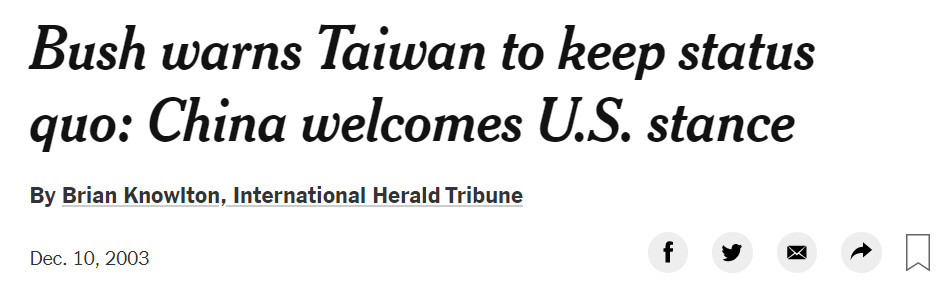 Bush warns Taiwan to keep status
quo: China welcomes U.S. stance
By Brian Knowlton, International Herald Tribune
Dec. 10, 2003